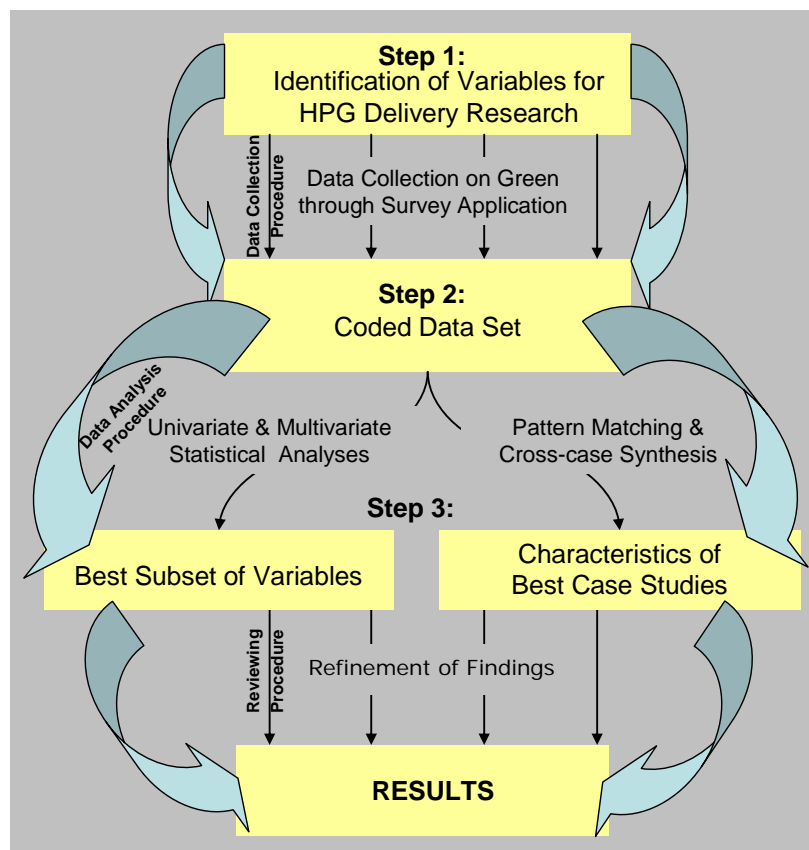 Step 1:
Identification of Variables for
HPG Delivery Research
Data Collection
Procedure
Data Collection on Green
through Survey Application
Step 2:
Coded Data Set
Data Analysis
Procedure
Univariate & Multivariate
Statistical Analyses
Pattern Matching &
Cross-case Synthesis
Step 3:
Best Subset of Variables
Characteristics of
Best Case Studies
Reviewing
Procedure
Refinement of Findings
RESULTS